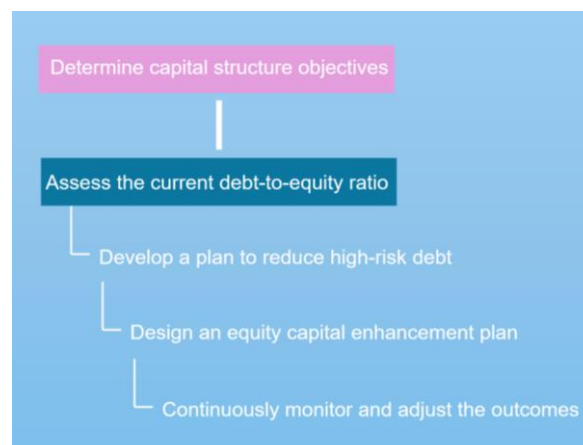 Determine capital structure objectives
Assess the current debt-to-equity ratio
Develop a plan to reduce high-risk debt
Design an equity capital enhancement plan
Continuously monitor and adjust the outcomes